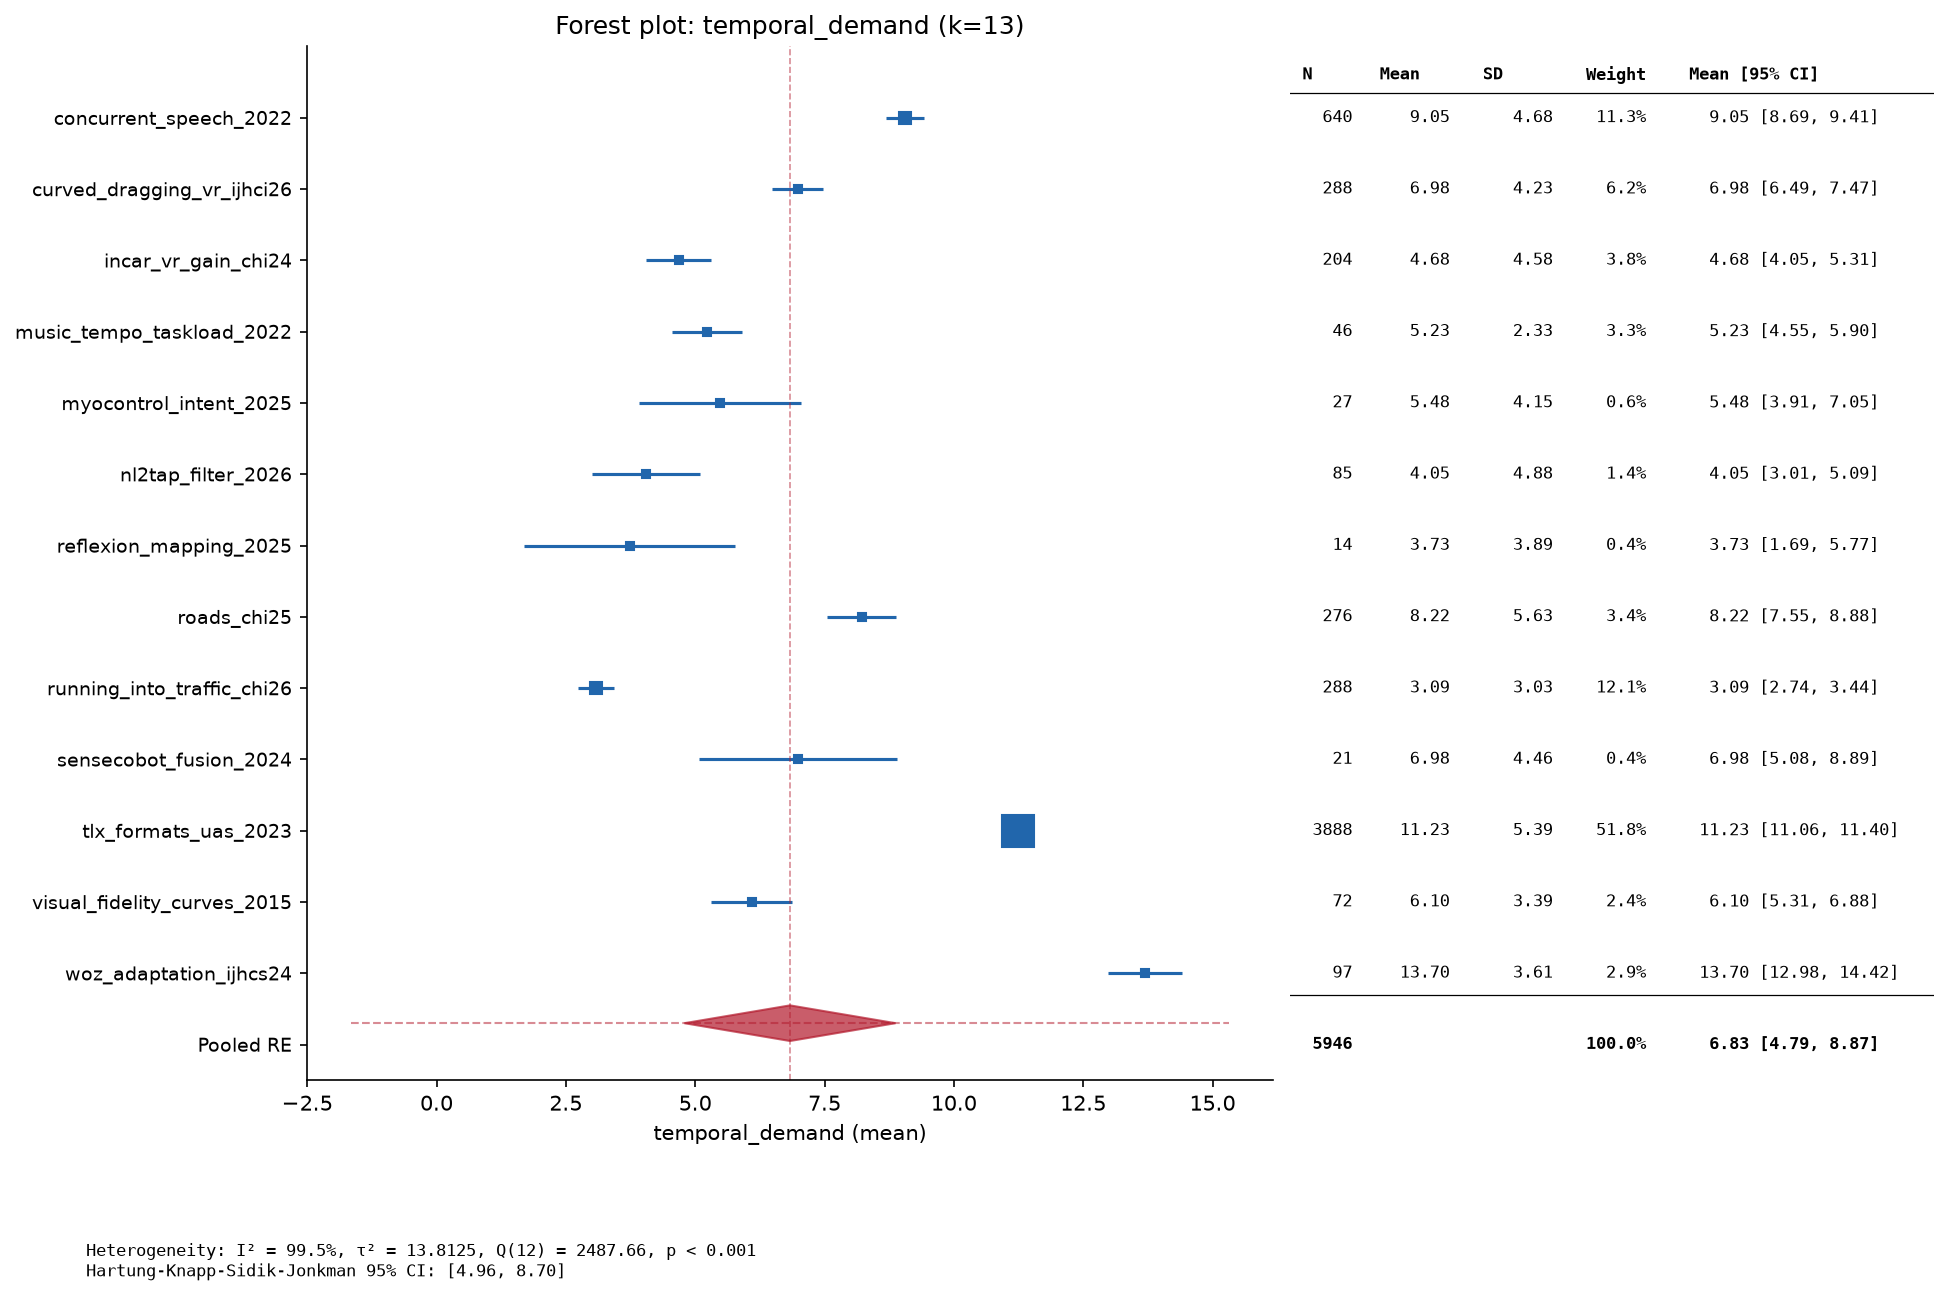 Forest plot: temporal_demand (k=13)
N Mean SD Weight Mean [95% CI]
concurrent_speech_2022 640 9.05 4.68 11.3% 9.05 [8.69, 9.41]
curved_dragging_vr_ijhci26 288 6.98 4.23 6.2% 6.98 [6.49, 7.47]
incar_vr_gain_chi24 204 4.68 4.58 3.8% 4.68 [4.05, 5.31]
music_tempo_taskload_2022 46 5.23 2.33 3.3% 5.23 [4.55, 5.90]
myocontrol_intent_2025 27 5.48 4.15 0.6% 5.48 [3.91, 7.05]
nl2tap_filter_2026 85 4.05 4.88 1.4% 4.05 [3.01, 5.09]
reflexion_mapping_2025 14 3.73 3.89 0.4% 3.73 [1.69, 5.77]
roads_chi25 276 8.22 5.63 3.4% 8.22 [7.55, 8.88]
running_into_traffic_chi26 288 3.09 3.03 12.1% 3.09 [2.74, 3.44]
sensecobot_fusion_2024 21 6.98 4.46 0.4% 6.98 [5.08, 8.89]
tlx_formats_uas_2023 3888 11.23 5.39 51.8% 11.23 [11.06, 11.40]
visual_fidelity_curves_2015 72 6.10 3.39 2.4% 6.10 [5.31, 6.88]
woz_adaptation_ijhcs24 97 13.70 3.61 2.9% 13.70 [12.98, 14.42]
Pooled RE 5946 100.0% 6.83 [4.79, 8.87]
−2.5 0.0 2.5 5.0 7.5 10.0 12.5 15.0
temporal_demand (mean)
Heterogeneity: I² = 99.5%, τ² = 13.8125, Q(12) = 2487.66, p < 0.001
Hartung-Knapp-Sidik-Jonkman 95% CI: [4.96, 8.70]